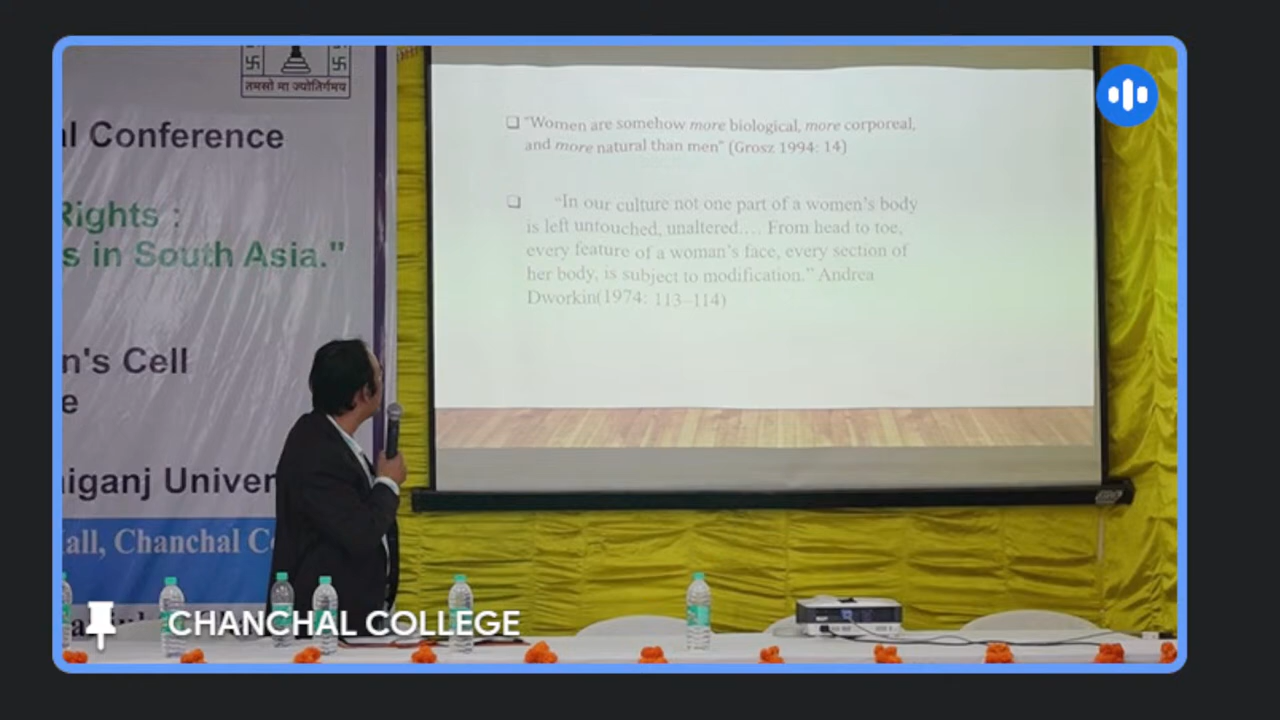 तमसो मा ज्योतिर्गमय
al Conference
Rights :
s in South Asia."
n's Cell
e
iganj Univer
all, Chanchal C
"Women are somehow more biological, more corporeal,
and more natural than men" (Grosz 1994: 14)
"In our culture not one part of a women's body
is left untouched, unaltered.… From head to toe,
every feature of a woman's face, every section of
her body, is subject to modification." Andrea
Dworkin(1974: 113–114)
CHANCHAL COLLEGE